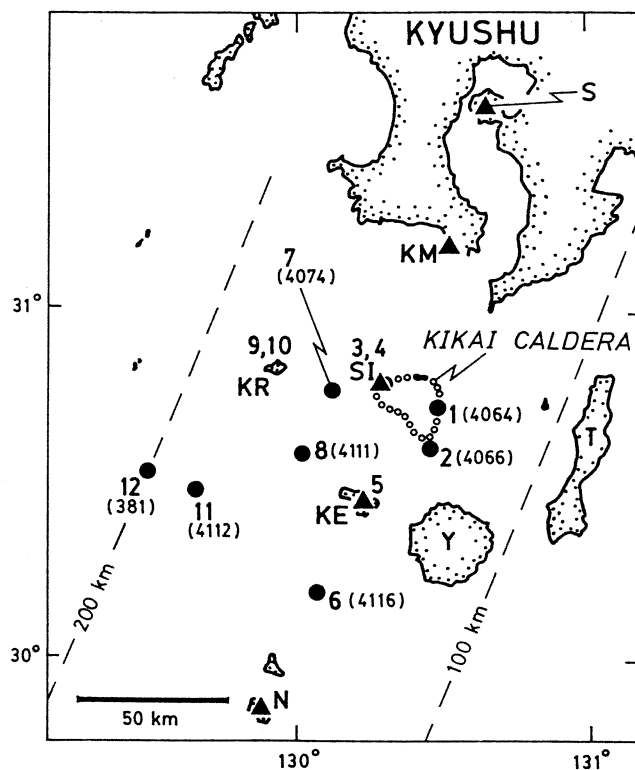 KYUSHU
S
KM
7
(4074)
31°
9,10
KR
3,4
SI
KIKAI CALDERA
1 (4064)
8 (4111)
2 (4066)
T
12
(381)
11
(4112)
5
KE
Y
6 (4116)
200 km
100 km
30°
N
50 km
130°
131°